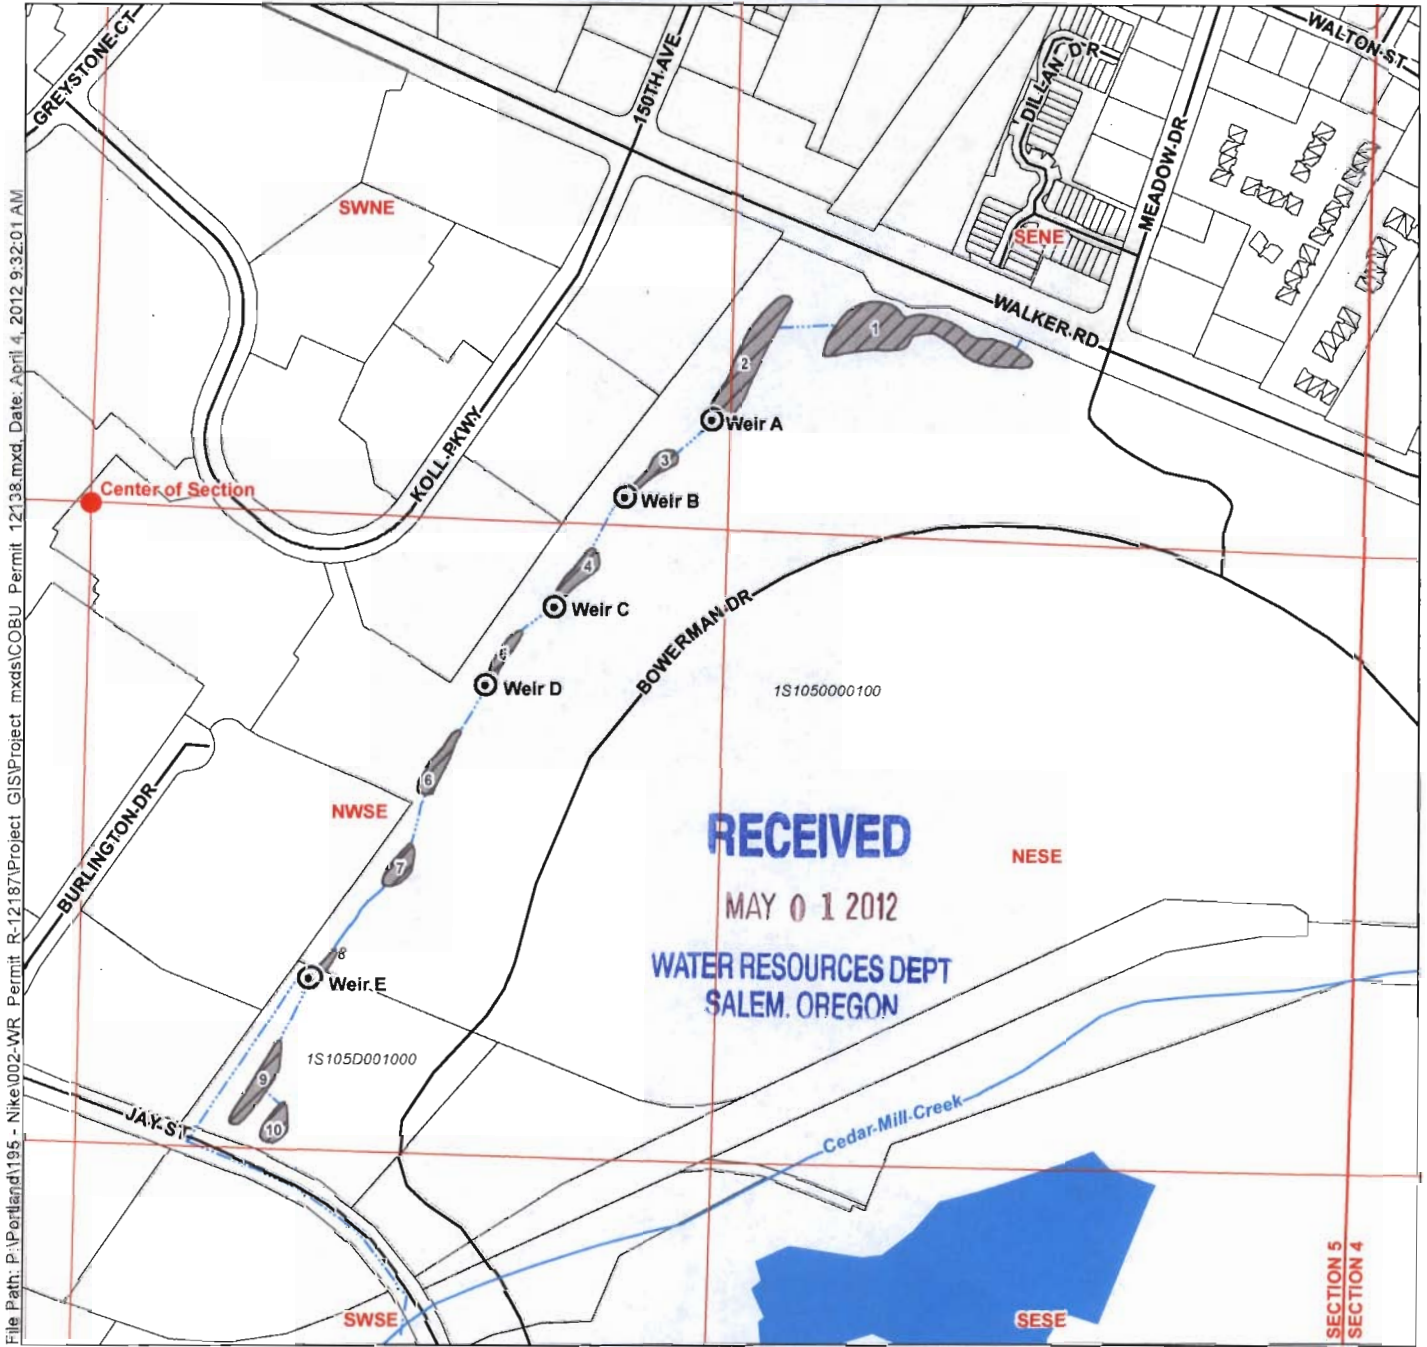 GREYSTONE CT
150TH AVE
DILLAN DR
WALTON ST
MEADOW DR
SWNE
SENE
WALKER RD
1
2
Weir A
KOLL PKWY
3
Center of Section
Weir B
4
Weir C
BOWERMAN DR
5
Weir D
1S1050000100
6
BURLINGTON DR
NWSE
RECEIVED
NESE
7
MAY 0 1 2012
8
WATER RESOURCES DEPT
Weir E
SALEM, OREGON
1S105D001000
9
JAY ST
10
Cedar Mill Creek
SECTION 5
SECTION 4
SWSE
SESE
File Path: P:\Portland\195 - Nike\002-WR Permit R-12187\Project GIS\Project mxds\COBU Permit 12138.mxd, Date: April 4, 2012 9:32:01 AM